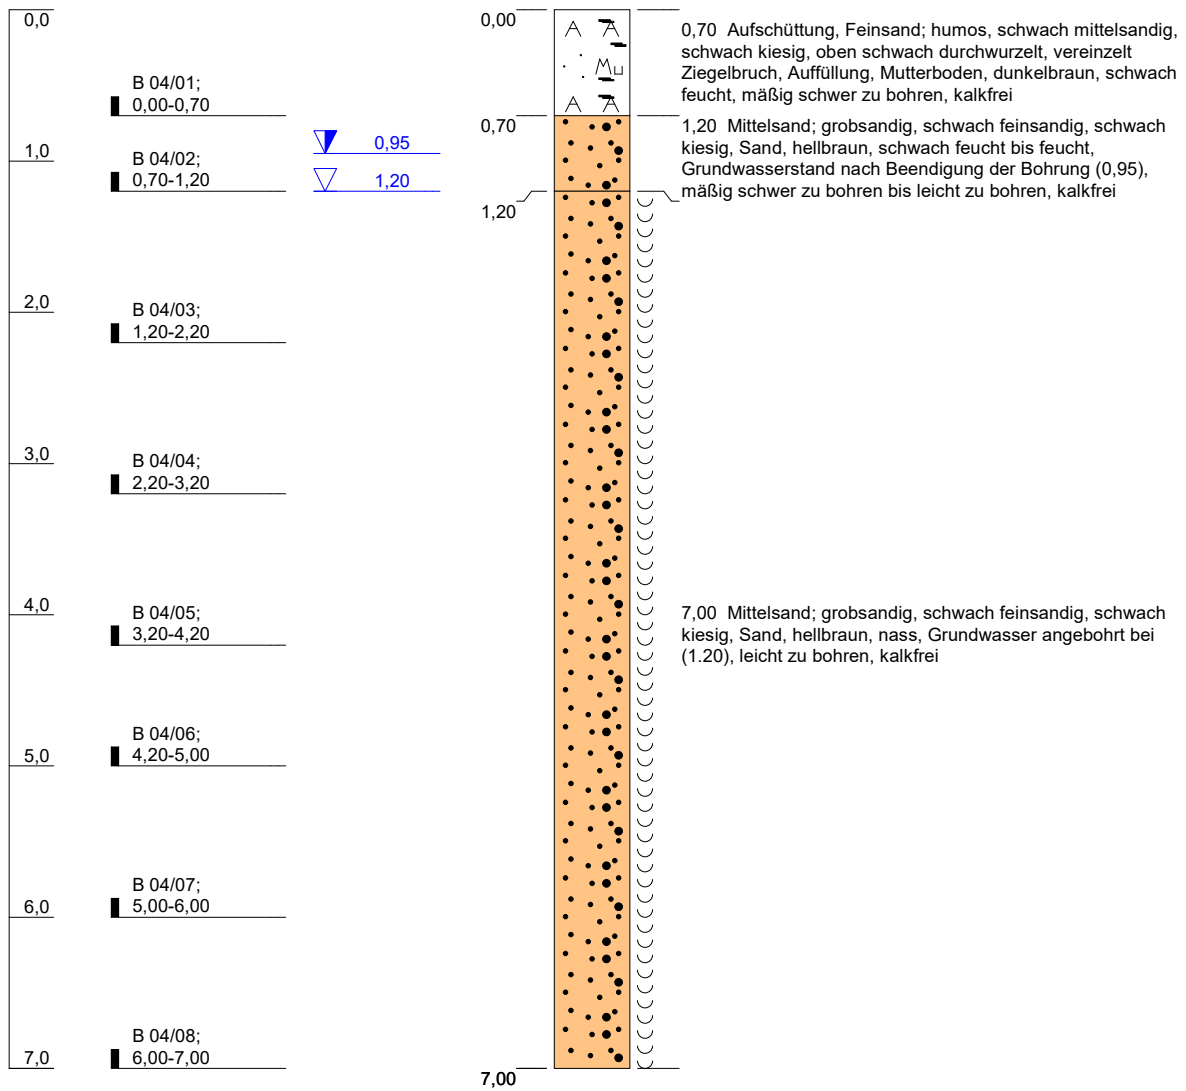 0,0
0,00
0,70 Aufschüttung, Feinsand; humos, schwach mittelsandig,
schwach kiesig, oben schwach durchwurzelt, vereinzelt
Ziegelbruch, Auffüllung, Mutterboden, dunkelbraun, schwach
feucht, mäßig schwer zu bohren, kalkfrei
A A
Mu
A A
B 04/01;
0,00-0,70
0,70
1,20 Mittelsand; grobsandig, schwach feinsandig, schwach
kiesig, Sand, hellbraun, schwach feucht bis feucht,
Grundwasserstand nach Beendigung der Bohrung (0,95),
mäßig schwer zu bohren bis leicht zu bohren, kalkfrei
0,95
1,0
B 04/02;
0,70-1,20
1,20
1,20
2,0
B 04/03;
1,20-2,20
3,0
B 04/04;
2,20-3,20
4,0
B 04/05;
3,20-4,20
7,00 Mittelsand; grobsandig, schwach feinsandig, schwach
kiesig, Sand, hellbraun, nass, Grundwasser angebohrt bei
(1.20), leicht zu bohren, kalkfrei
5,0
B 04/06;
4,20-5,00
6,0
B 04/07;
5,00-6,00
7,0
B 04/08;
6,00-7,00
7,00